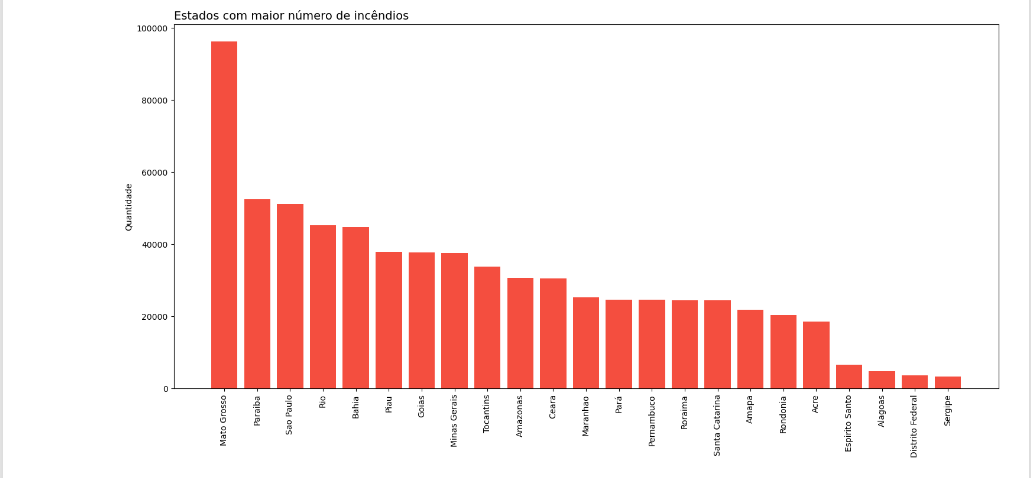 Estados com maior número de incêndios
100000
80000
60000
40000
20000
0
Quantidade
Mato Grosso
Paraiba
Sao Paulo
Rio
Bahia
Piau
Goias
Minas Gerais
Tocantins
Amazonas
Ceara
Maranhao
Pará
Pernambuco
Roraima
Santa Catarina
Amapa
Rondonia
Acre
Espirito Santo
Alagoas
Distrito Federal
Sergipe